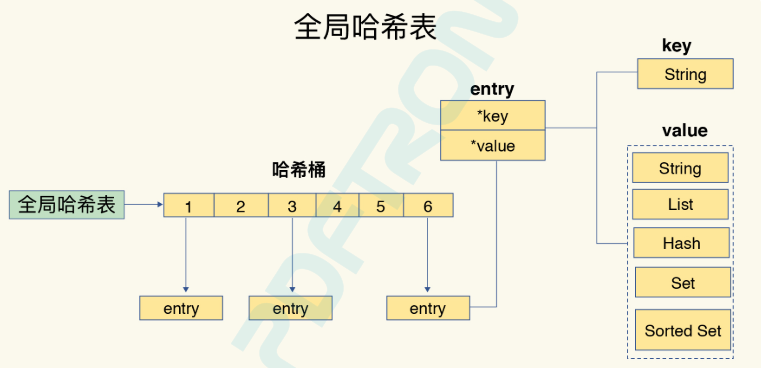 全局哈希表
key
String
entry
*key
*value
value
String
List
Hash
Set
Sorted Set
哈希桶
全局哈希表
1
2
3
4
5
6
entry
entry
entry
PDFTRON